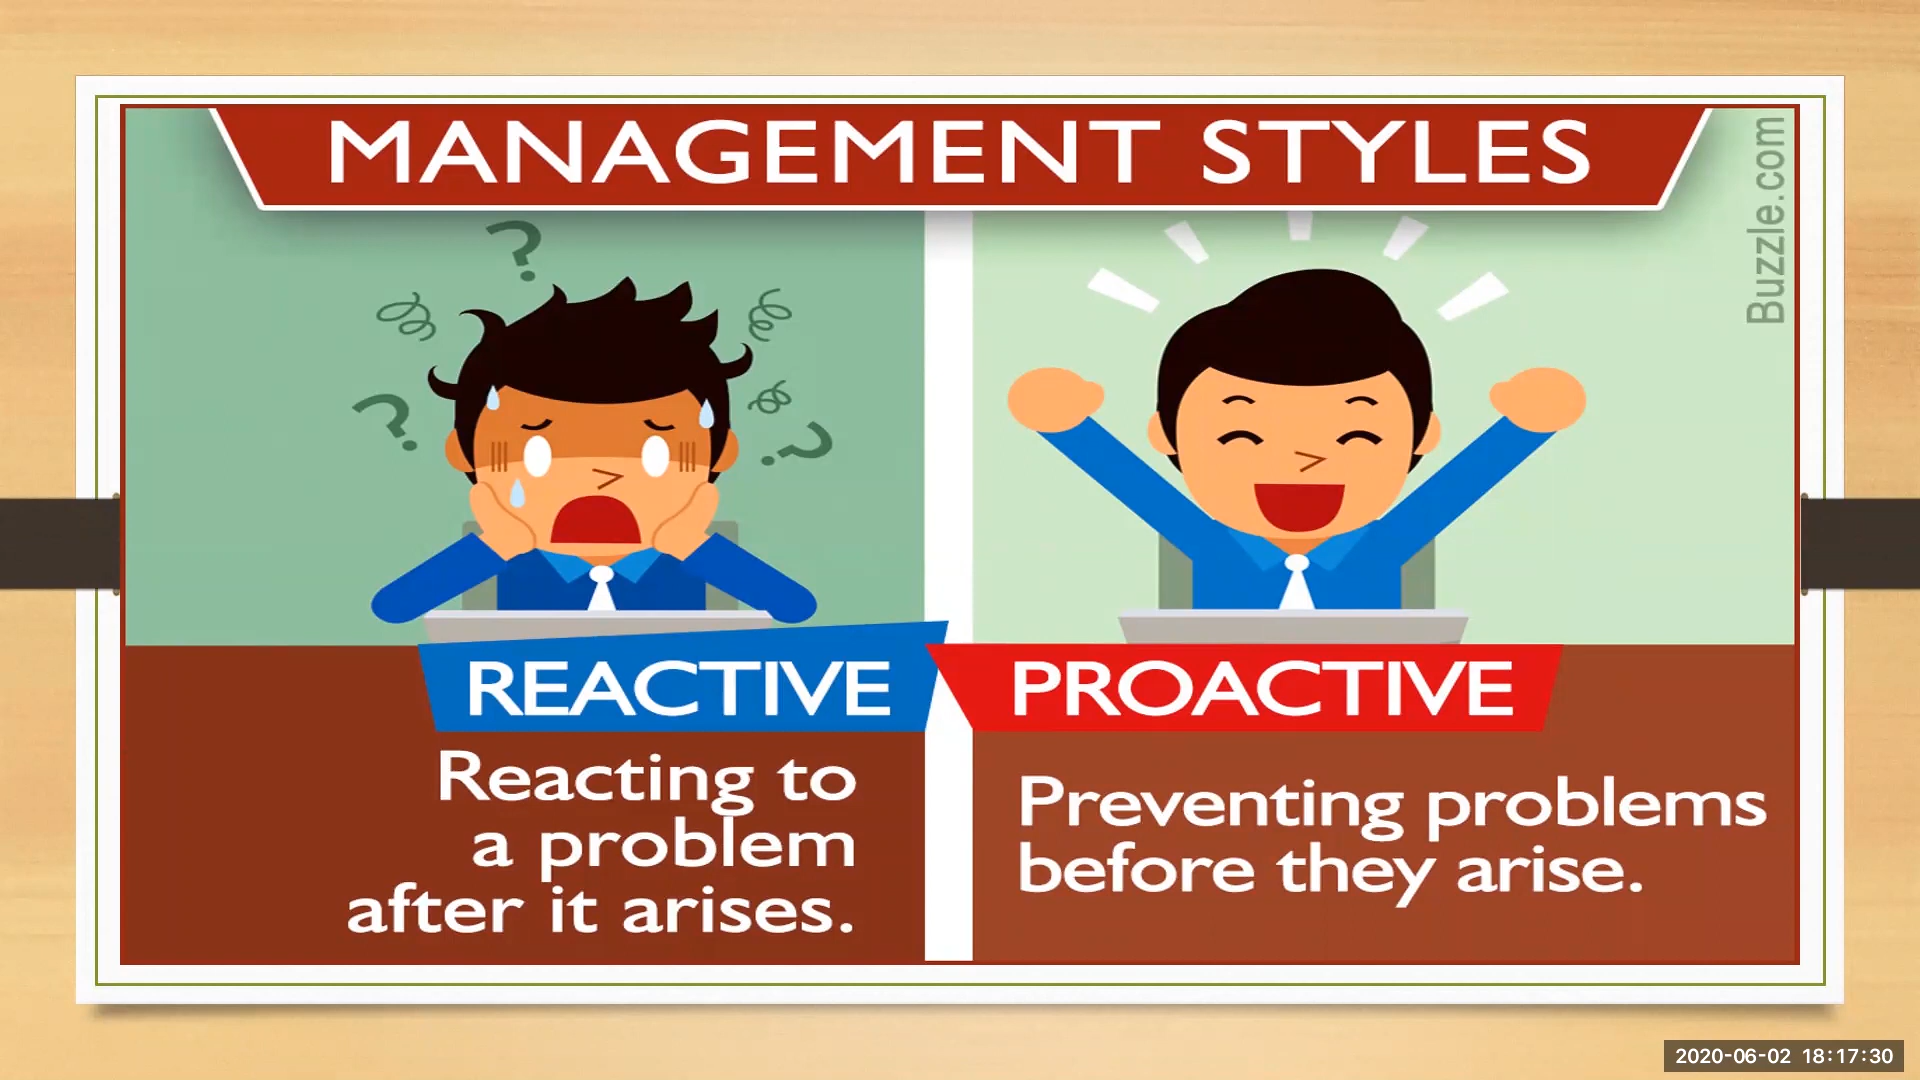 MANAGEMENT STYLES
Buzzle.com
?
?
?
REACTIVE
Reacting to
a problem
after it arises.
PROACTIVE
Preventing problems
before they arise.
2020-06-02 18:17:30